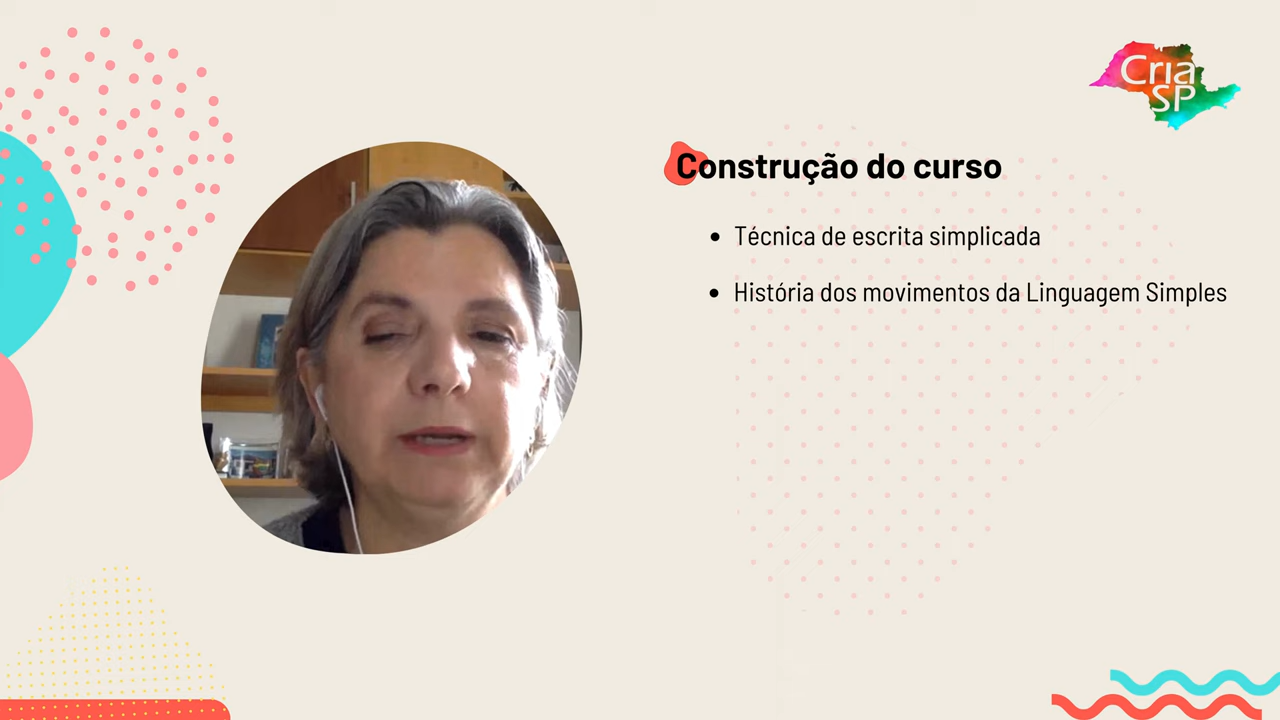 Cria
SP
Construção do curso
• Técnica de escrita simplicada
• História dos movimentos da Linguagem Simples